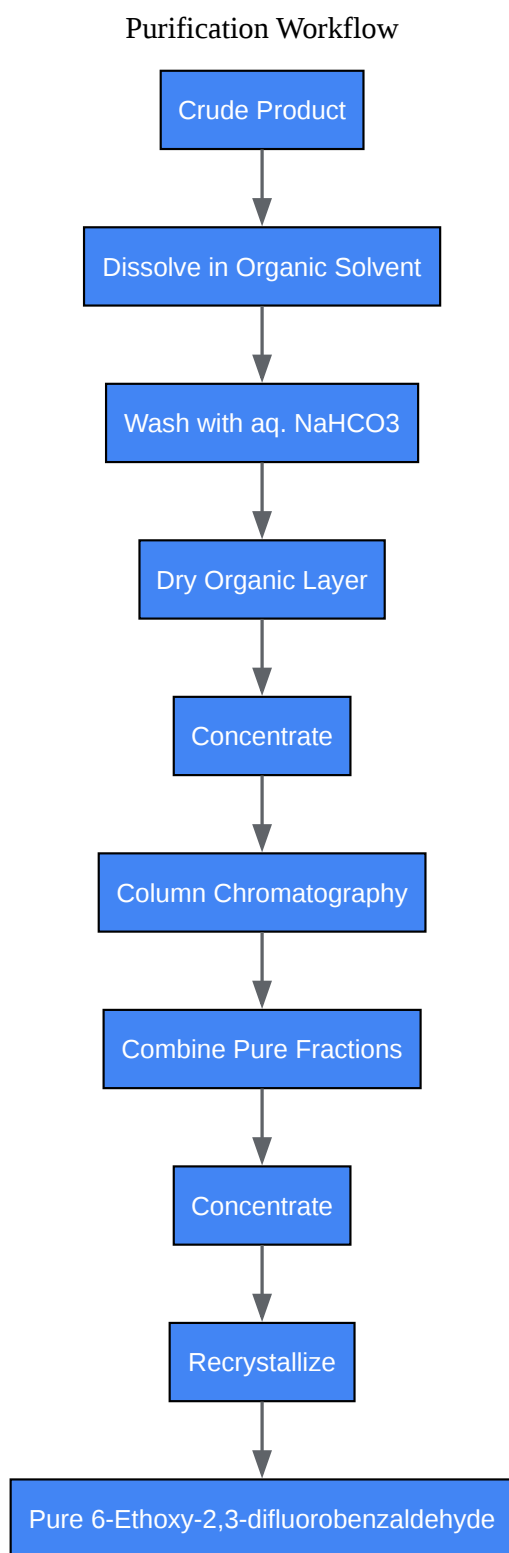 Purification Workflow
Crude Product
Dissolve in Organic Solvent
Wash with aq. NaHCO3
Dry Organic Layer
Concentrate
Column Chromatography
Combine Pure Fractions
Concentrate
Recrystallize
Pure 6-Ethoxy-2,3-difluorobenzaldehyde